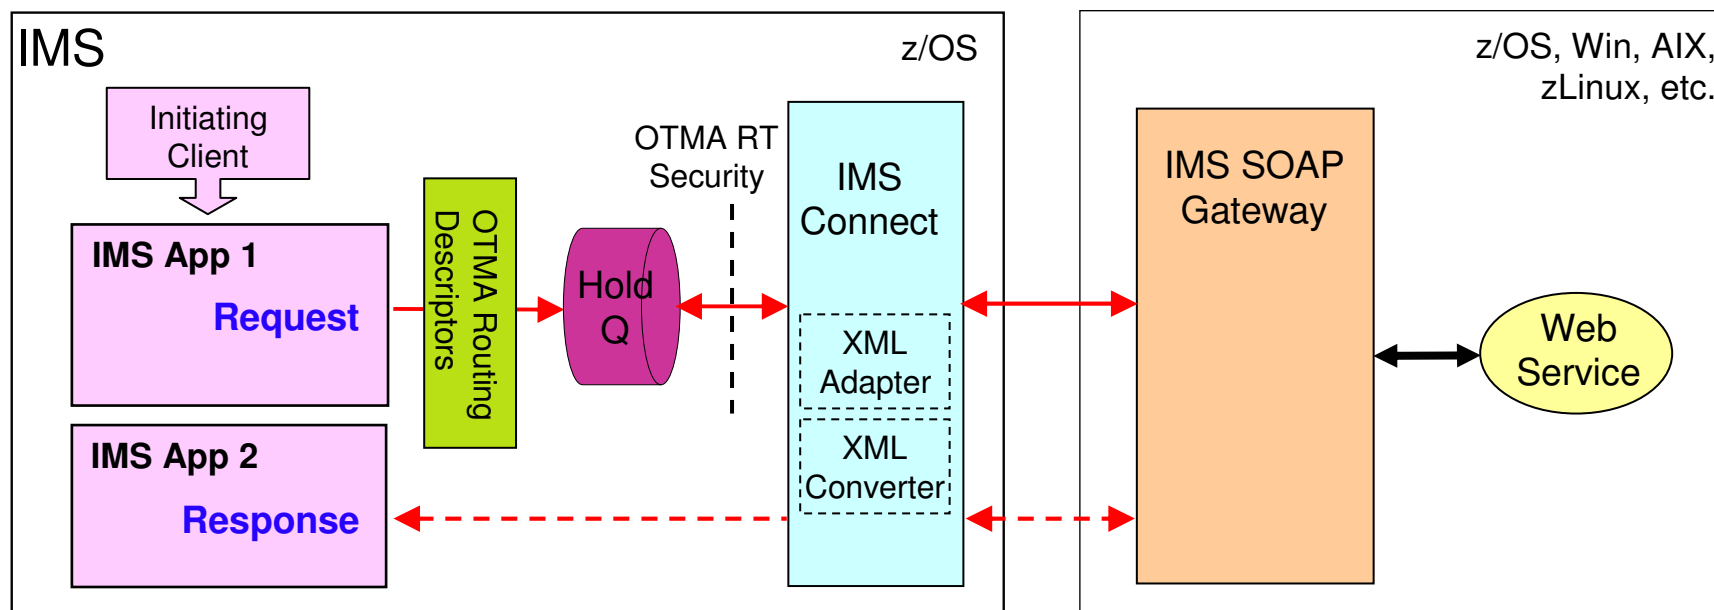 IMS
z/OS
z/OS, Win, AIX,
zLinux, etc.
Initiating
Client
IMS App 1
Request
OTMA Routing
Descriptors
Hold
Q
OTMA RT
Security
IMS
Connect
XML
Adapter
XML
Converter
IMS SOAP
Gateway
Web
Service
IMS App 2
Response